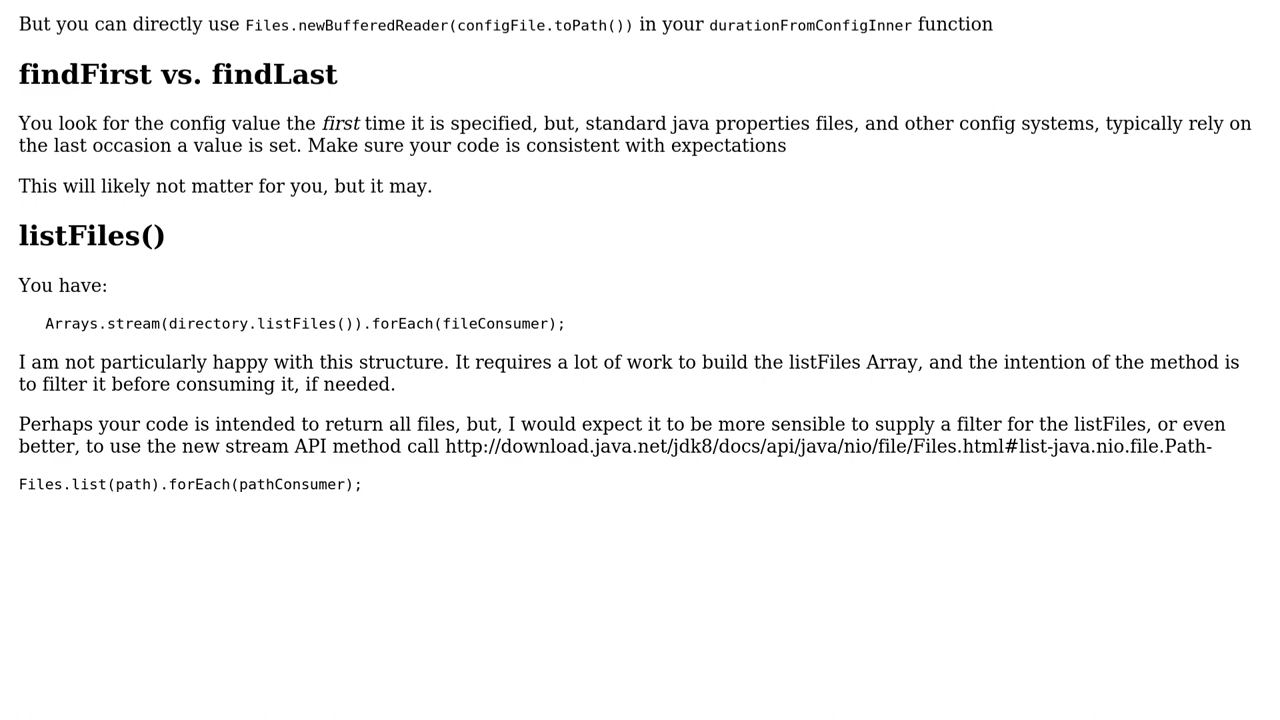 But you can directly use Files.newBufferedReader(configFile.toPath()) in your durationFromConfigInner function
findFirst vs. findLast
You look for the config value the first time it is specified, but, standard java properties files, and other config systems, typically rely on
the last occasion a value is set. Make sure your code is consistent with expectations
This will likely not matter for you, but it may.
listFiles()
You have:
Arrays.stream(directory.listFiles()).forEach(fileConsumer);
I am not particularly happy with this structure. It requires a lot of work to build the listFiles Array, and the intention of the method is
to filter it before consuming it, if needed.
Perhaps your code is intended to return all files, but, I would expect it to be more sensible to supply a filter for the listFiles, or even
better, to use the new stream API method call http://download.java.net/jdk8/docs/api/java/nio/file/Files.html#list-java.nio.file.Path-
Files.list(path).forEach(pathConsumer);